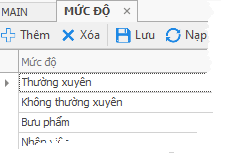 MAIN MỨC ĐỘ
Thêm Xóa Lưu Nạp
Mức độ
Thường xuyên
Không thường xuyên
Bưu phẩm